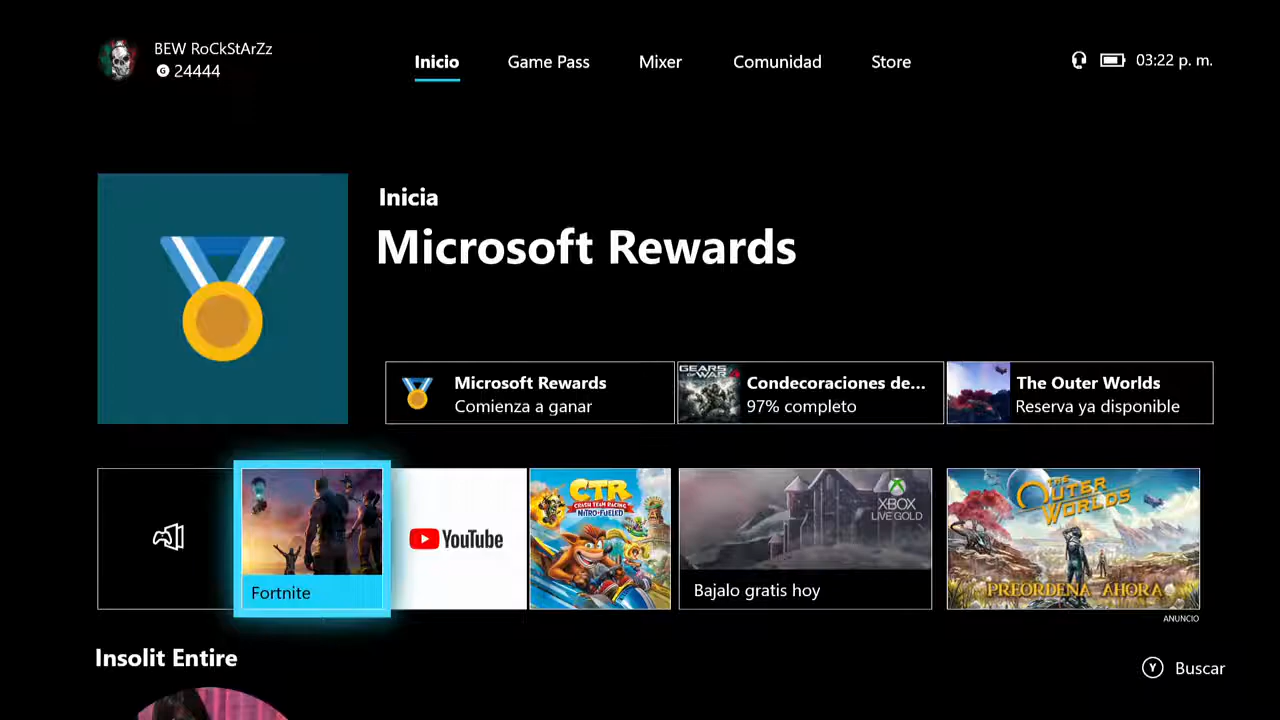 BEW RoCkStArZz
G 24444
Inicio
Game Pass
Mixer
Comunidad
Store
03:22 p. m.
Inicia
Microsoft Rewards
Microsoft Rewards
Comienza a ganar
GEARS OF WAR 4
Condecoraciones de...
97% completo
The Outer Worlds
Reserva ya disponible
Fortnite
YouTube
CTR
CRASH TEAM RACING
NITRO-FUELED
XBOX
LIVE GOLD
Bajalo gratis hoy
THE
OUTER
WORLDS
PREORDENA AHORA
ANUNCIO
Insolit Entire
Y Buscar